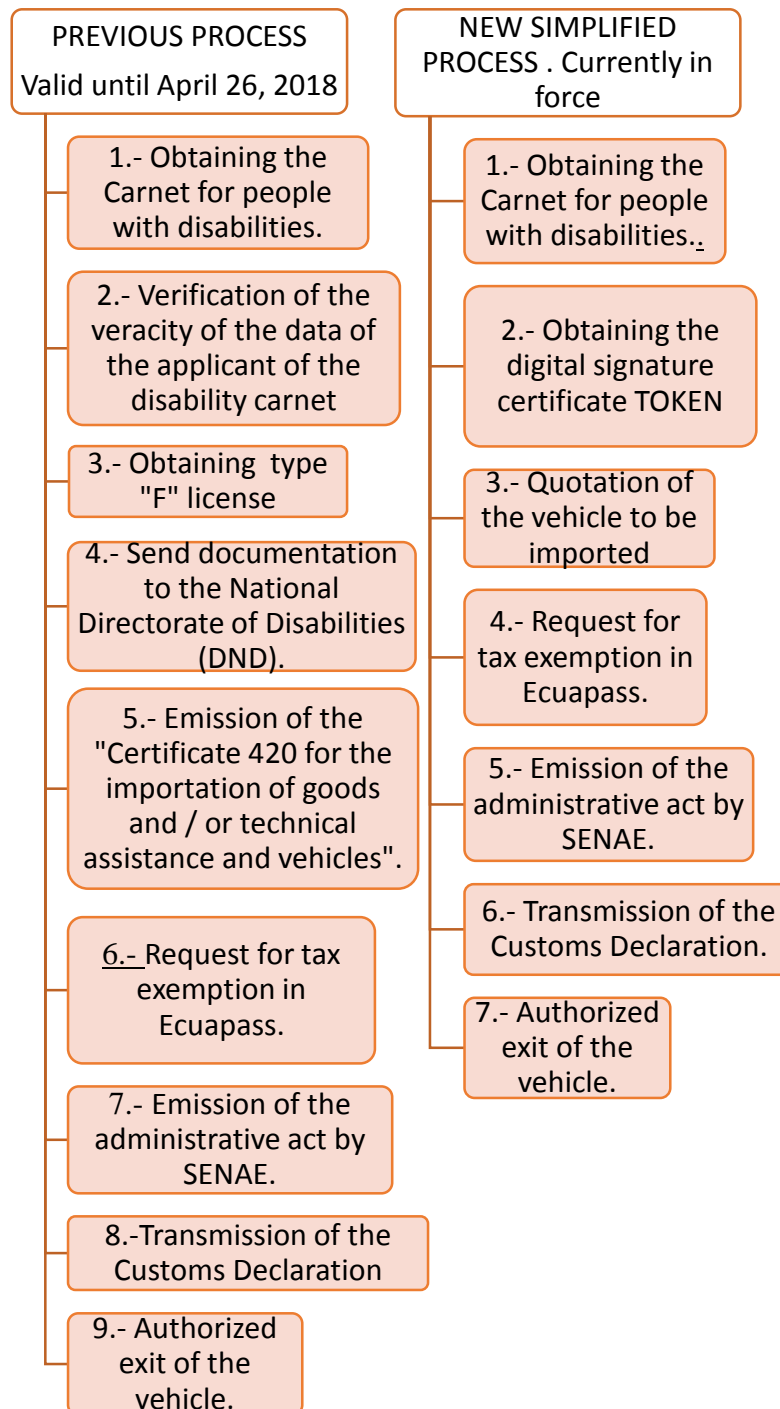 PREVIOUS PROCESS
Valid until April 26, 2018
1.- Obtaining the
Carnet for people
with disabilities.
2.- Verification of the
veracity of the data of
the applicant of the
disability carnet
3.- Obtaining type
"F" license
4.- Send documentation
to the National
Directorate of Disabilities
(DND).
5.- Emission of the
"Certificate 420 for the
importation of goods
and / or technical
assistance and vehicles".
6.- Request for tax
exemption in
Ecuapass.
7.- Emission of the
administrative act by
SENAE.
8.-Transmission of the
Customs Declaration
9.- Authorized
exit of the
vehicle.
NEW SIMPLIFIED
PROCESS . Currently in
force
1.- Obtaining the
Carnet for people
with disabilities..
2.- Obtaining the
digital signature
certificate TOKEN
3.- Quotation of
the vehicle to be
imported
4.- Request for
tax exemption in
Ecuapass.
5.- Emission of the
administrative act by
SENAE.
6.- Transmission of the
Customs Declaration.
7.- Authorized
exit of the
vehicle.